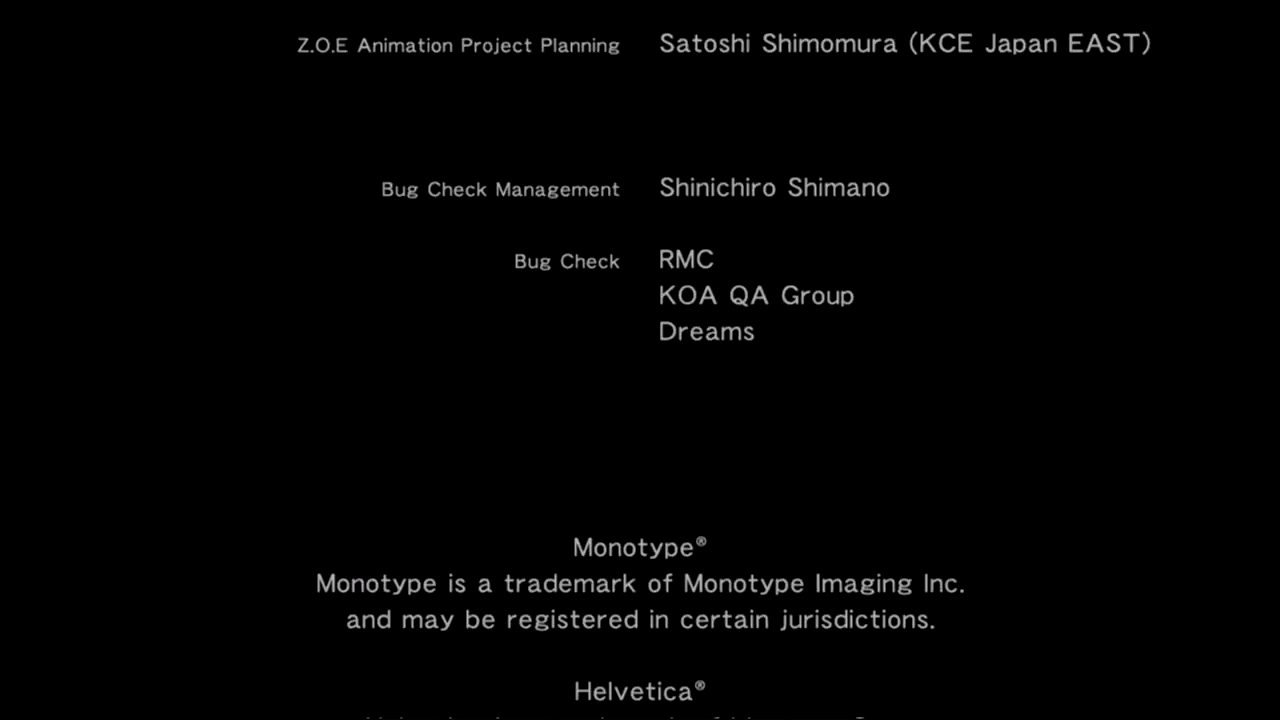 Z.O.E Animation Project Planning Satoshi Shimomura (KCE Japan EAST)
Bug Check Management Shinichiro Shimano
Bug Check RMC
KOA QA Group
Dreams
Monotype®
Monotype is a trademark of Monotype Imaging Inc.
and may be registered in certain jurisdictions.
Helvetica®